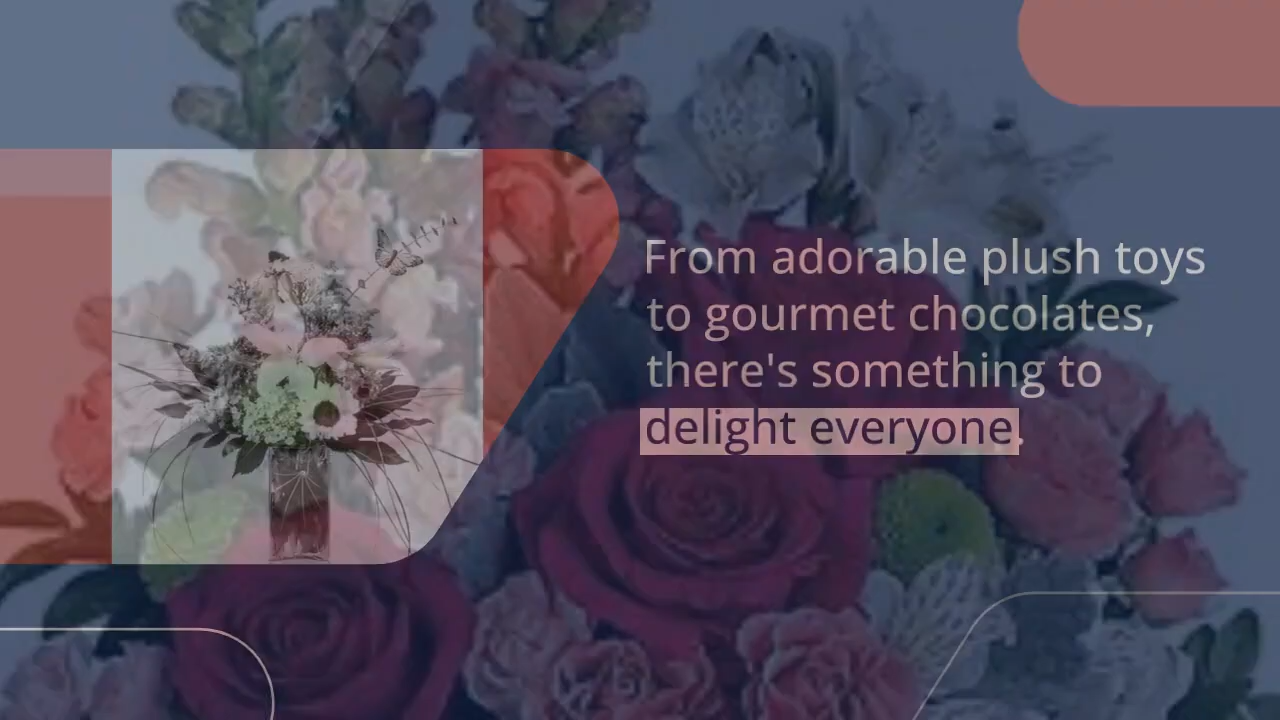 From adorable plush toys
to gourmet chocolates,
there's something to
delight everyone.